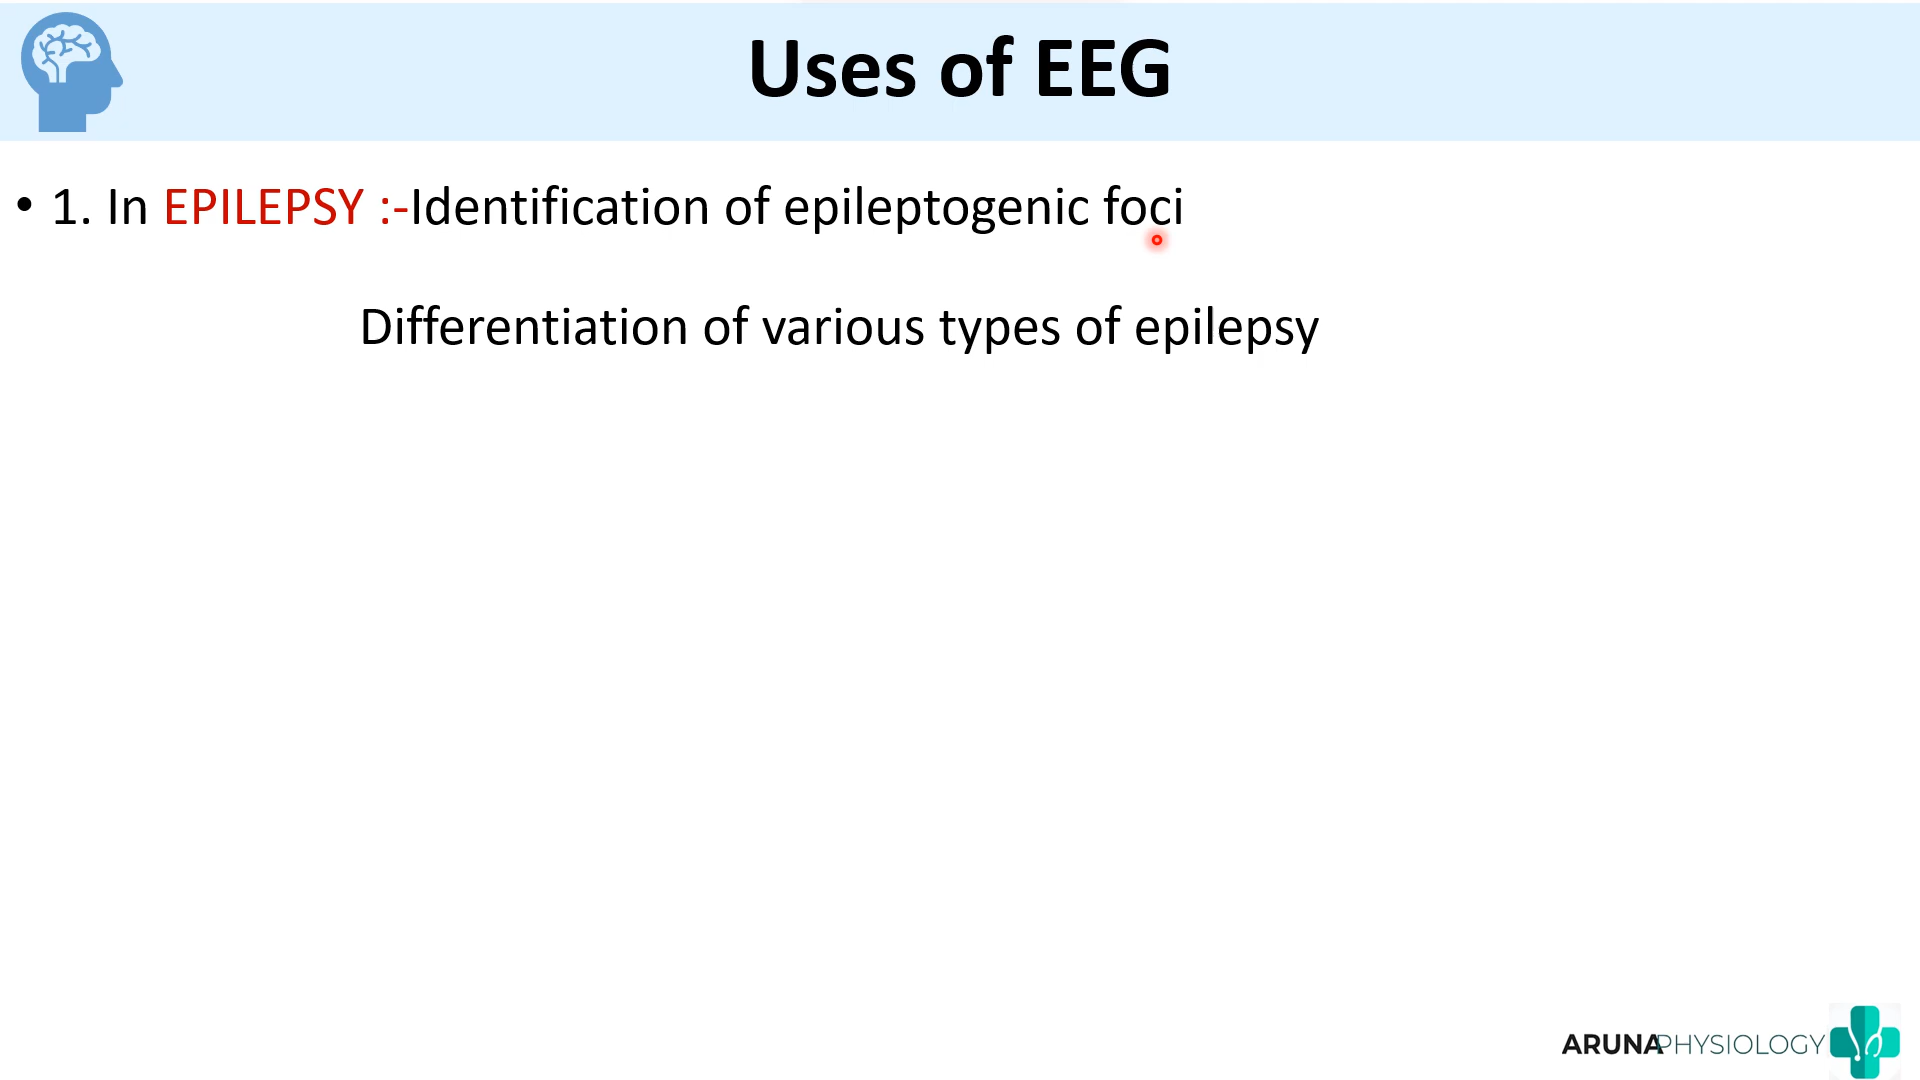 Uses of EEG
• 1. In EPILEPSY :-Identification of epileptogenic foci
Differentiation of various types of epilepsy
ARUNAPHYSIOLOGY